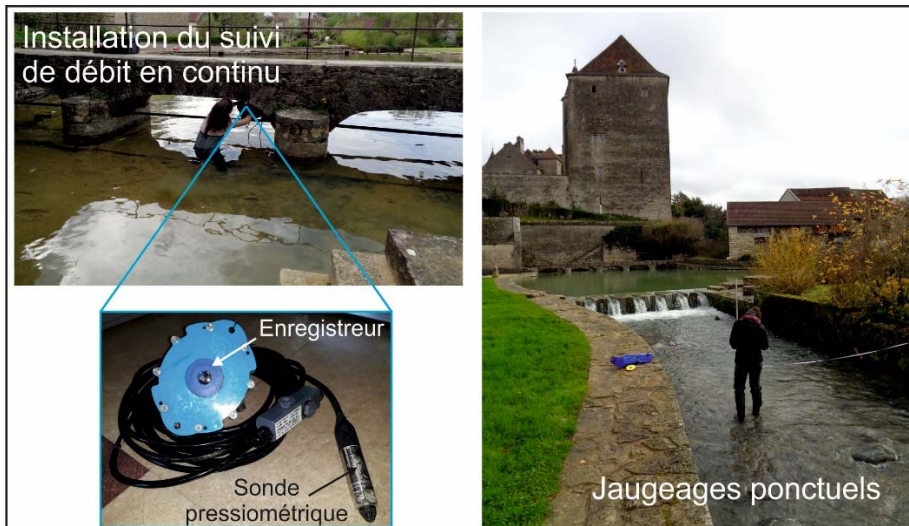 Installation du suivi
de débit en continu
Enregistreur
Sonde
pressiométrique
Jaugeages ponctuels